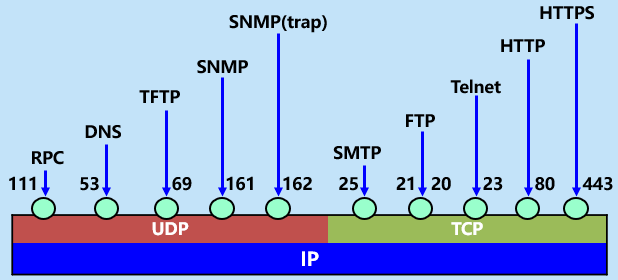 HTTPS
SNMP(trap)
HTTP
SNMP
Telnet
TFTP
FTP
DNS
SMTP
RPC
111 53 69 161 162 25 21 20 23 80 443
UDP TCP
IP